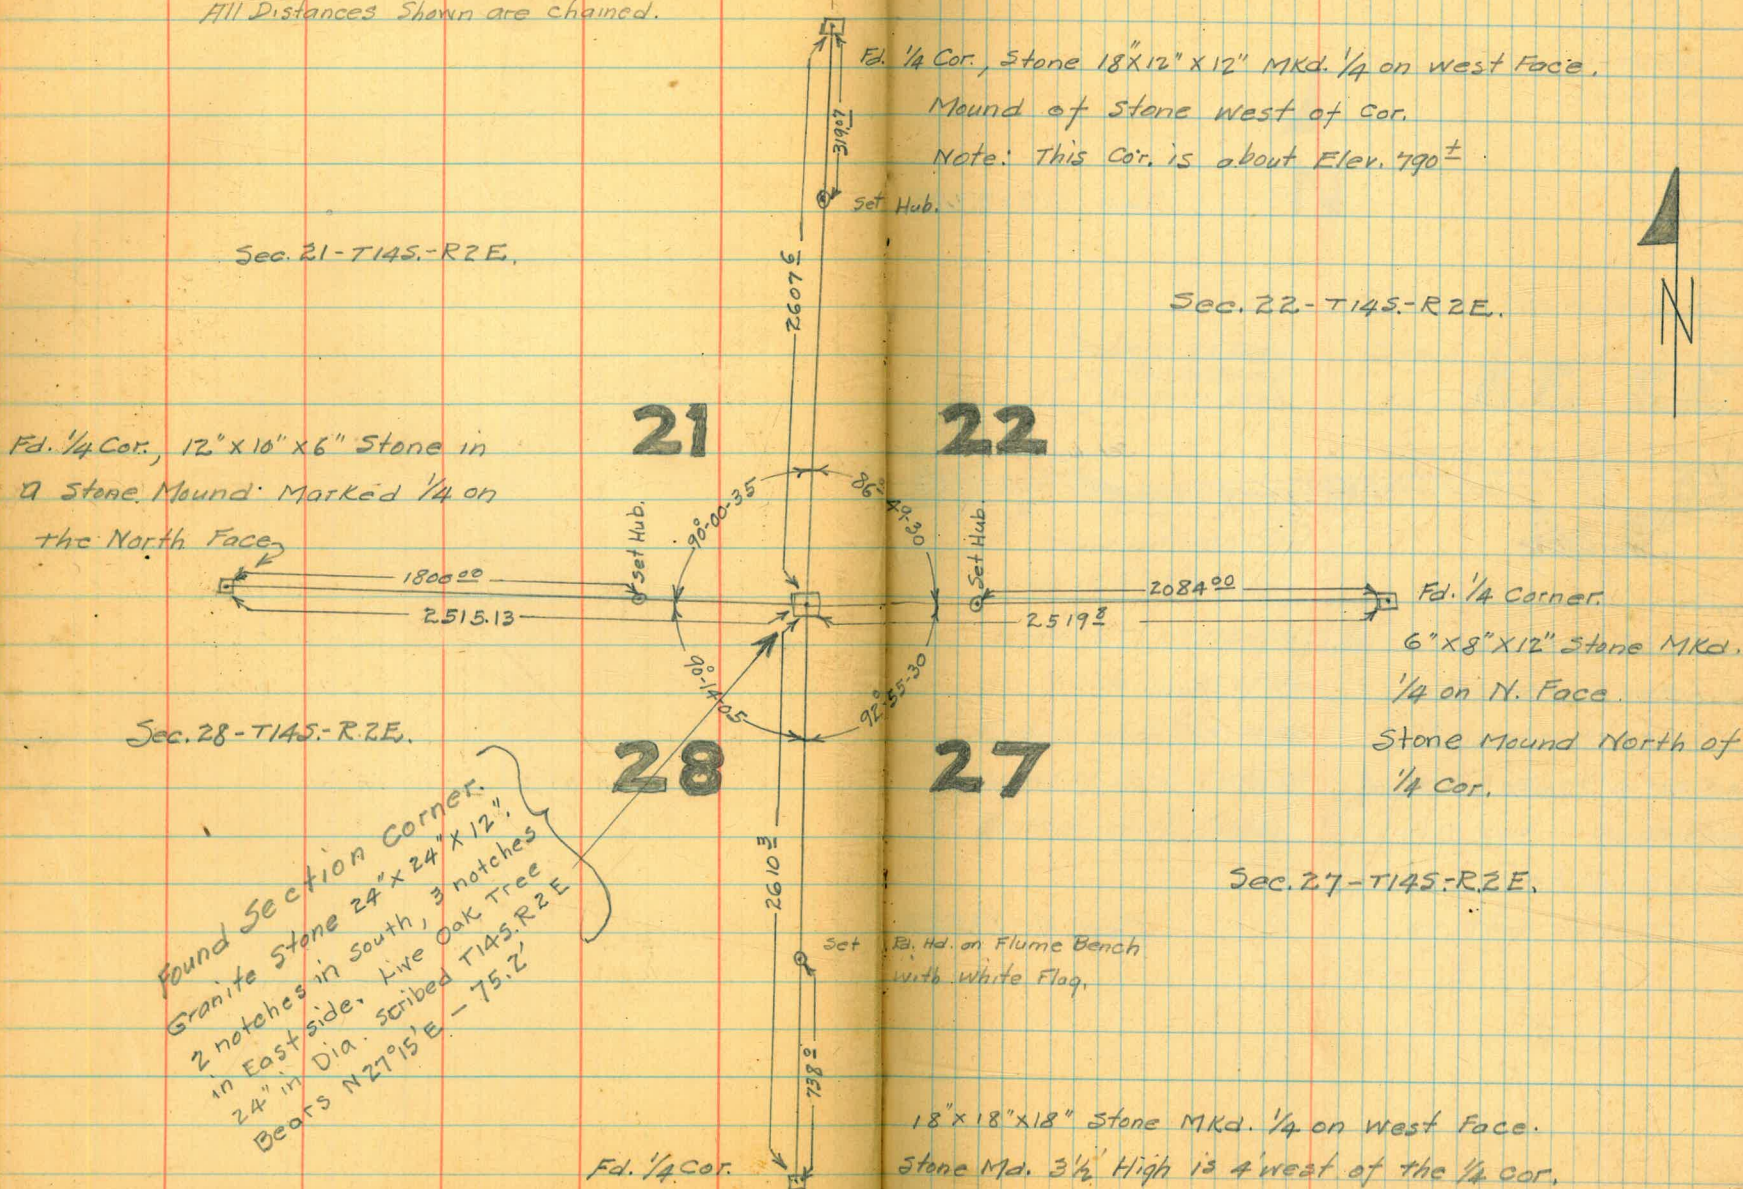 All Distances Shown are chained.
Fd. 1/4 Cor., Stone 18"x12"x12" Mkd. 1/4 on west Face.
Mound of Stone west of Cor.
Note: This Cor. is about Elev. 790±
319.07
Set Hub.
Sec. 21-T14S.-R2E.
2607 6
Sec. 22-T14S.-R2E.
N
21
22
Fd. 1/4 Cor., 12"x10"x6" Stone in
a Stone Mound. Marked 1/4 on
the North Face
90°-00-35
86°-49-20
Set Hub.
Set Hub.
1800 00
2515.13
2084 00
2519 8
Fd. 1/4 Corner.
6"x8"x12" Stone Mkd.
1/4 on N. Face.
Stone Mound North of
1/4 Cor.
90°-14-05
92°-55-30
Sec. 28-T14S.-R.2E.
28
27
Found Section Corner.
Granite Stone 24"x24"x12".
2 notches in South, 3 notches
in East side. Live Oak Tree
24" in Dia. scribed T14S.R2E
Bears N27°15'E - 75.2'
2610 3
Sec. 27-T14S.-R.2E.
Set Rd. Hd. on Flume Bench
with White Flag.
738 0
Fd. 1/4 Cor.
18"x18"x18" Stone Mkd. 1/4 on West Face.
Stone Md. 3½' High is 4' west of the 1/4 Cor.